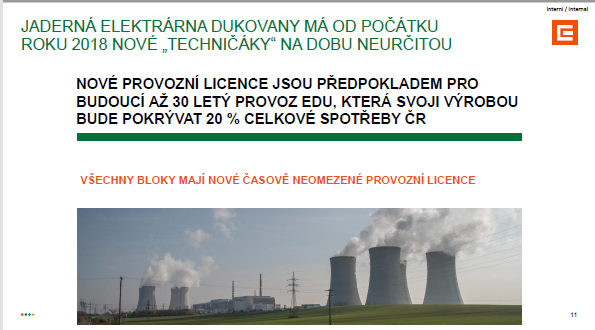 Interní / Internal
JADERNÁ ELEKTRÁRNA DUKOVANY MÁ OD POČÁTKU
ROKU 2018 NOVÉ „TECHNIČÁKY“ NA DOBU NEURČITOU
NOVÉ PROVOZNÍ LICENCE JSOU PŘEDPOKLADEM PRO
BUDOUCÍ AŽ 30 LETÝ PROVOZ EDU, KTERÁ SVOJI VÝROBOU
BUDE POKRÝVAT 20 % CELKOVÉ SPOTŘEBY ČR
VŠECHNY BLOKY MAJÍ NOVÉ ČASOVĚ NEOMEZENÉ PROVOZNÍ LICENCE
11